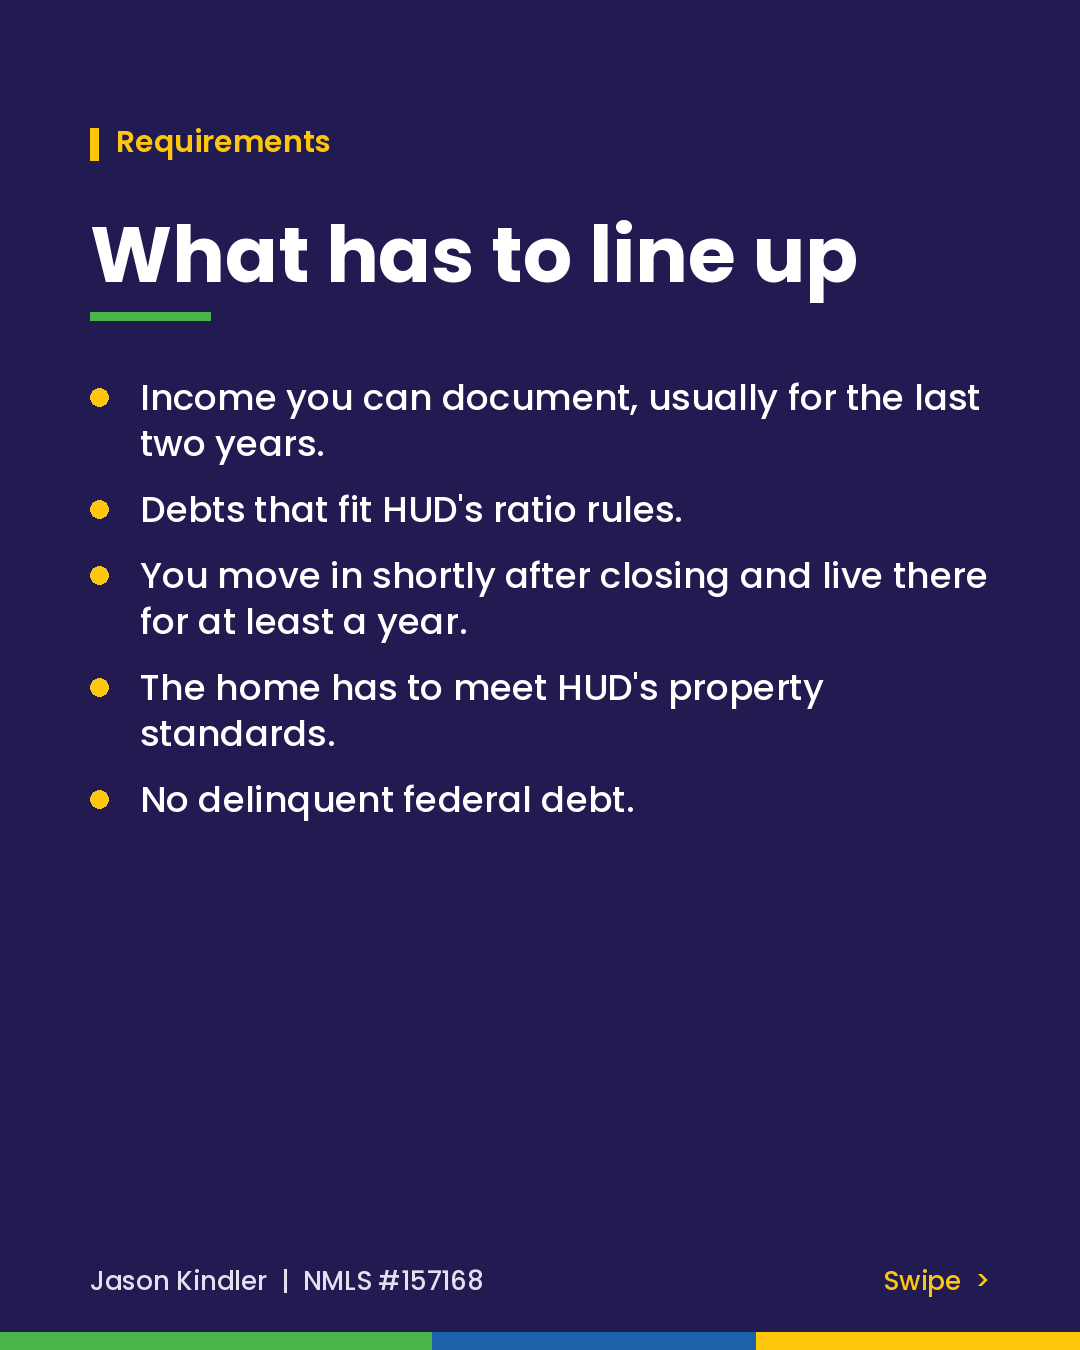 Requirements
What has to line up
Income you can document, usually for the last
two years.
Debts that fit HUD's ratio rules.
You move in shortly after closing and live there
for at least a year.
The home has to meet HUD's property
standards.
No delinquent federal debt.
Jason Kindler | NMLS #157168
Swipe >